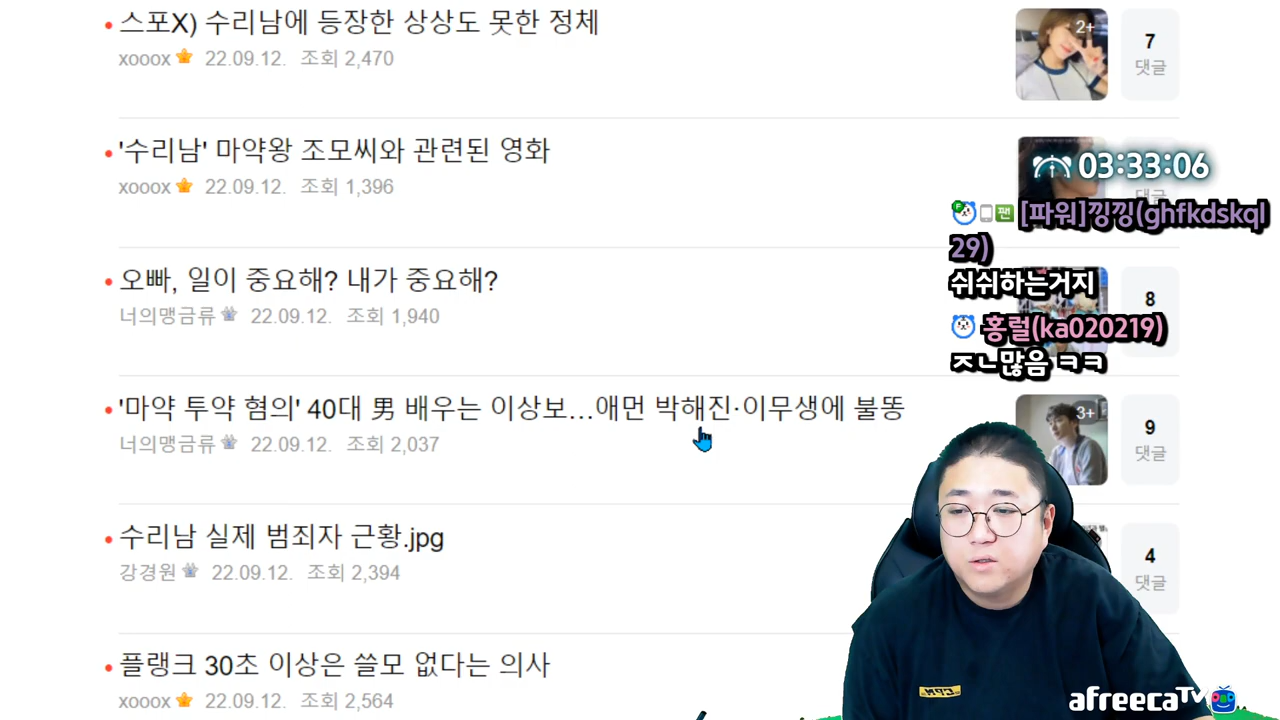 스포X) 수리남에 등장한 상상도 못한 정체
xooox 22.09.12. 조회 2,470
2+
7
댓글
'수리남' 마약왕 조모씨와 관련된 영화
xooox 22.09.12. 조회 1,396
댓글
03:33:06
[파워]낑낑(ghfkdskql
29)
쉬쉬하는거지
홍럴(ka020219)
ㅈㄴ많음 ㅋㅋ
오빠, 일이 중요해? 내가 중요해?
너의맹금류 22.09.12. 조회 1,940
8
'마약 투약 혐의' 40대 男 배우는 이상보…애먼 박해진·이무생에 불똥
너의맹금류 22.09.12. 조회 2,037
3+
9
댓글
수리남 실제 범죄자 근황.jpg
강경원 22.09.12. 조회 2,394
4
댓글
플랭크 30초 이상은 쓸모 없다는 의사
xooox 22.09.12. 조회 2,564
afreecaTV